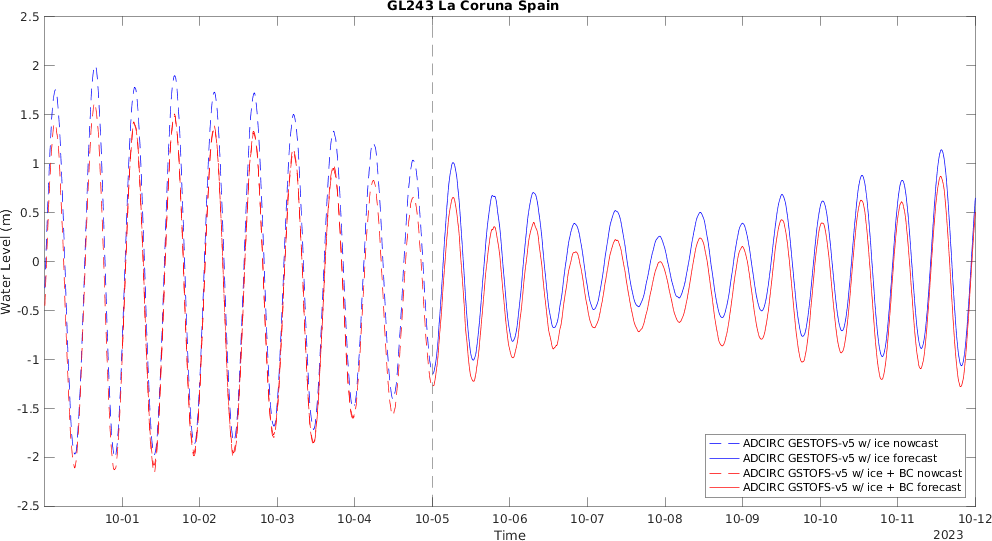 GL243 La Coruna Spain
2.5
2
1.5
1
0.5
0
-0.5
-1
-1.5
-2
-2.5
Water Level (m)
ADCIRC GESTOFS-v5 w/ ice nowcast
ADCIRC GESTOFS-v5 w/ ice forecast
ADCIRC GSTOFS-v5 w/ ice + BC nowcast
ADCIRC GSTOFS-v5 w/ ice + BC forecast
10-01 10-02 10-03 10-04 10-05 10-06 10-07 10-08 10-09 10-10 10-11 10-12
Time
2023